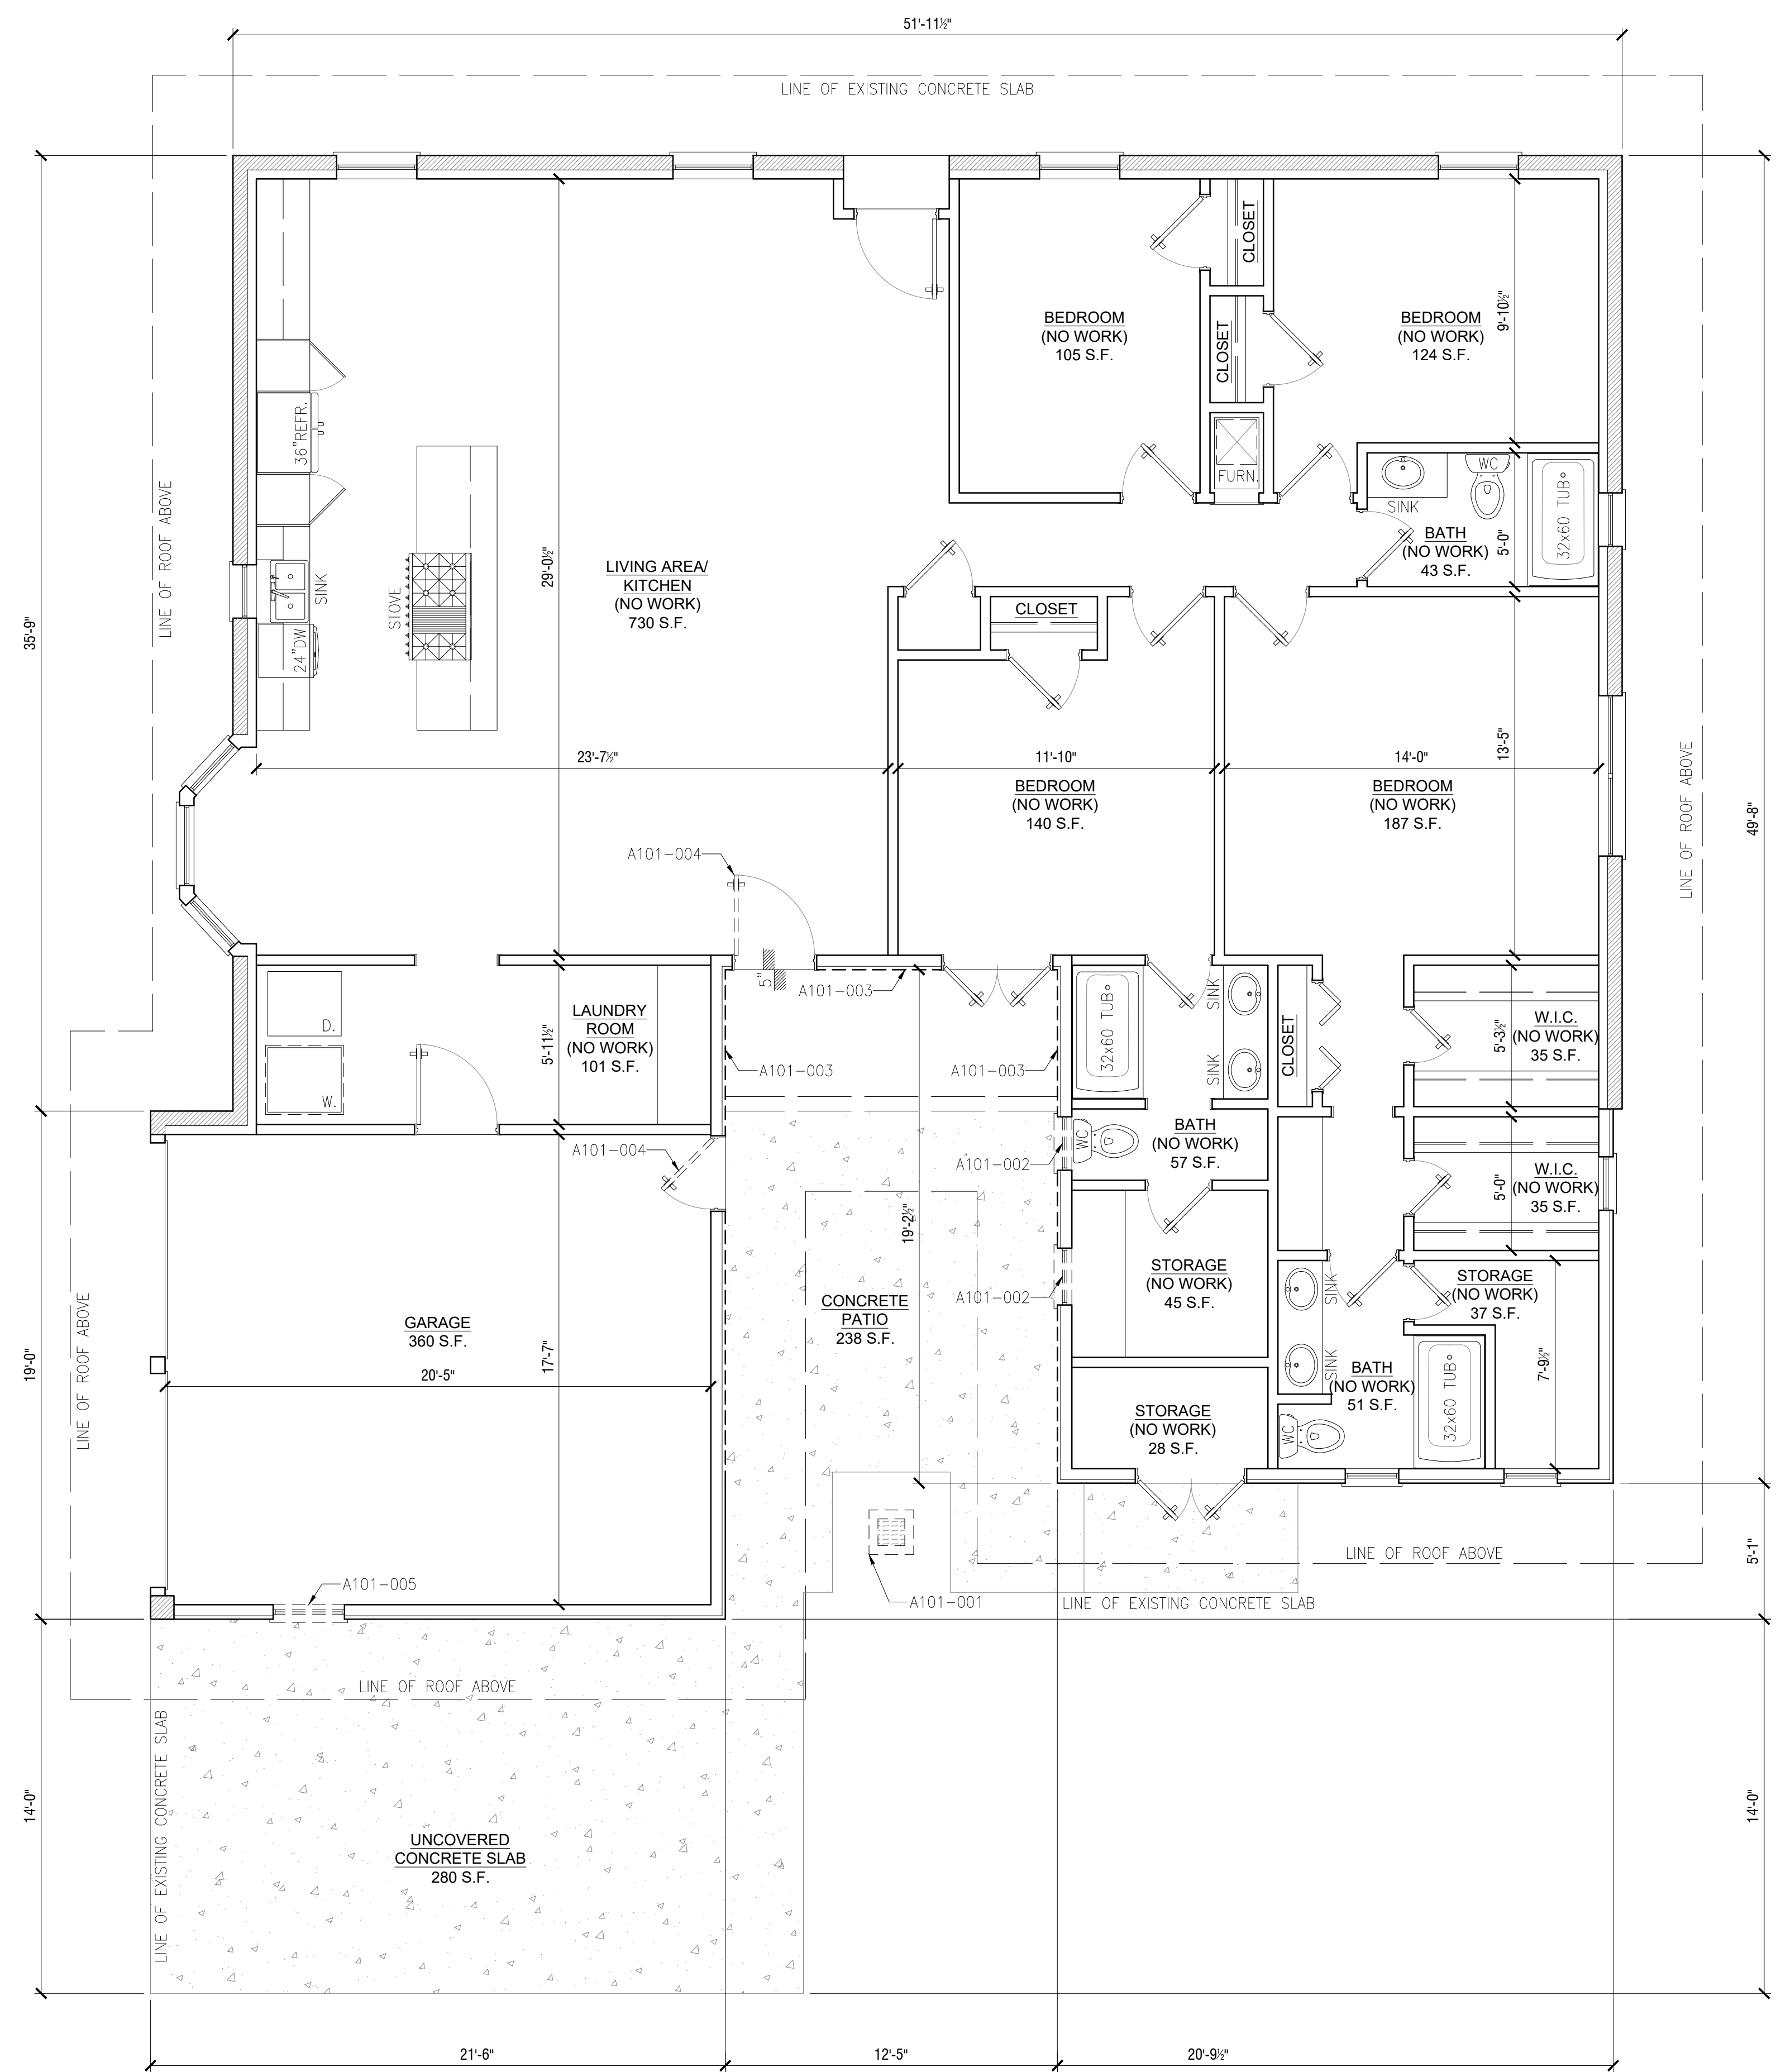 51'-11½"
LINE OF EXISTING CONCRETE SLAB
CLOSET
BEDROOM
(NO WORK)
105 S.F.
CLOSET
BEDROOM
(NO WORK)
124 S.F.
9'-10½"
36"REFR.
FURN.
WC
SINK
32x60 TUB
BATH
(NO WORK)
43 S.F.
5'-0"
LINE OF ROOF ABOVE
35'-9"
SINK
STOVE
24"DW
29'-0½"
LIVING AREA/
KITCHEN
(NO WORK)
730 S.F.
CLOSET
23'-7½"
11'-10"
14'-0"
13'-5"
BEDROOM
(NO WORK)
140 S.F.
BEDROOM
(NO WORK)
187 S.F.
LINE OF ROOF ABOVE
49'-8"
A101-004
5"
A101-003
D.
W.
5'-11½"
LAUNDRY
ROOM
(NO WORK)
101 S.F.
A101-003
A101-003
32x60 TUB
SINK
SINK
CLOSET
5'-3½"
W.I.C.
(NO WORK)
35 S.F.
A101-004
A101-002
WC
BATH
(NO WORK)
57 S.F.
5'-0"
W.I.C.
(NO WORK)
35 S.F.
19'-2½"
A101-002
STORAGE
(NO WORK)
45 S.F.
SINK
SINK
STORAGE
(NO WORK)
37 S.F.
7'-9½"
LINE OF ROOF ABOVE
19'-0"
GARAGE
360 S.F.
20'-5"
17'-7"
CONCRETE
PATIO
238 S.F.
BATH
(NO WORK)
51 S.F.
32x60 TUB
WC
STORAGE
(NO WORK)
28 S.F.
LINE OF ROOF ABOVE
5'-1"
A101-005
A101-001
LINE OF EXISTING CONCRETE SLAB
LINE OF ROOF ABOVE
LINE OF EXISTING CONCRETE SLAB
14'-0"
UNCOVERED
CONCRETE SLAB
280 S.F.
14'-0"
21'-6"
12'-5"
20'-9½"